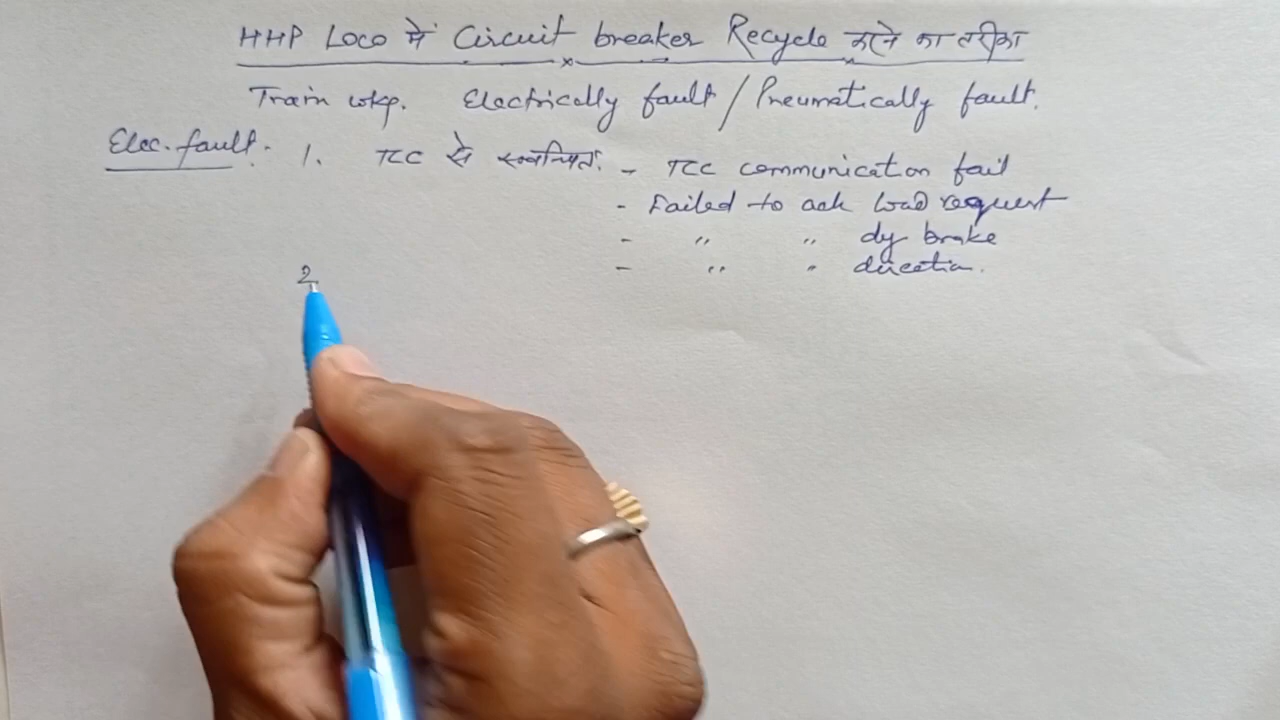 HHP Loco में Circuit breaker Recycle करने का तरीका
Train wkp. Electrically fault / Pneumatically fault.
Elec. fault. 1. TCC से सम्बन्धित: - TCC communication fail
- Failed to ack load request
- " " dy brake
- " " direction.
2.